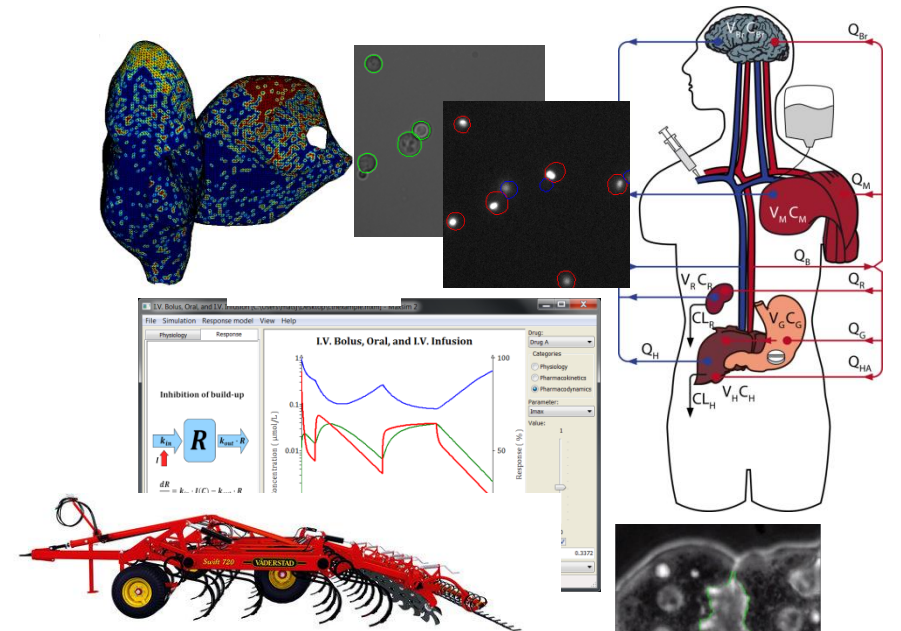 V_Br C_Br
Q_Br
Q_M
V_M C_M
Q_B
V_R C_R
Q_R
CL_R
V_G C_G
Q_G
Q_H
Q_HA
V_H C_H
CL_H
File Simulation Response model View Help
Physiology
Response
I.V. Bolus, Oral, and I.V. Infusion
Inhibition of build-up
k_in
R
k_out · R
I
1
0.1
0.01
100
50
Concentration ( μmol/L )
Response ( % )
Drug:
Drug A
Categories
Physiology
Pharmacokinetics
Pharmacodynamics
Parameter:
Imax
Value:
1
0.3372
Swift 720
VÄDERSTAD